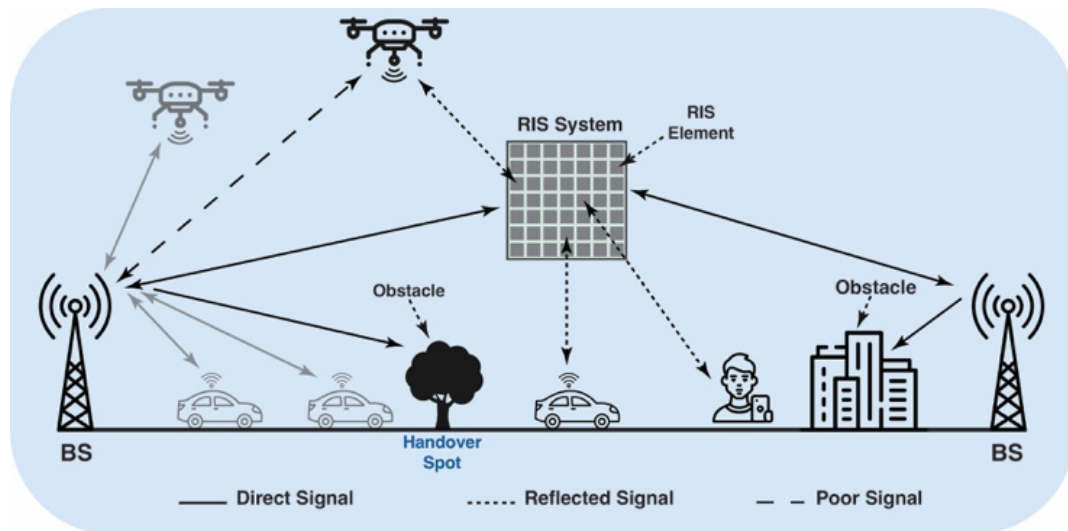 RIS System
RIS
Element
Obstacle
Obstacle
BS
Handover
Spot
BS
Direct Signal
Reflected Signal
Poor Signal